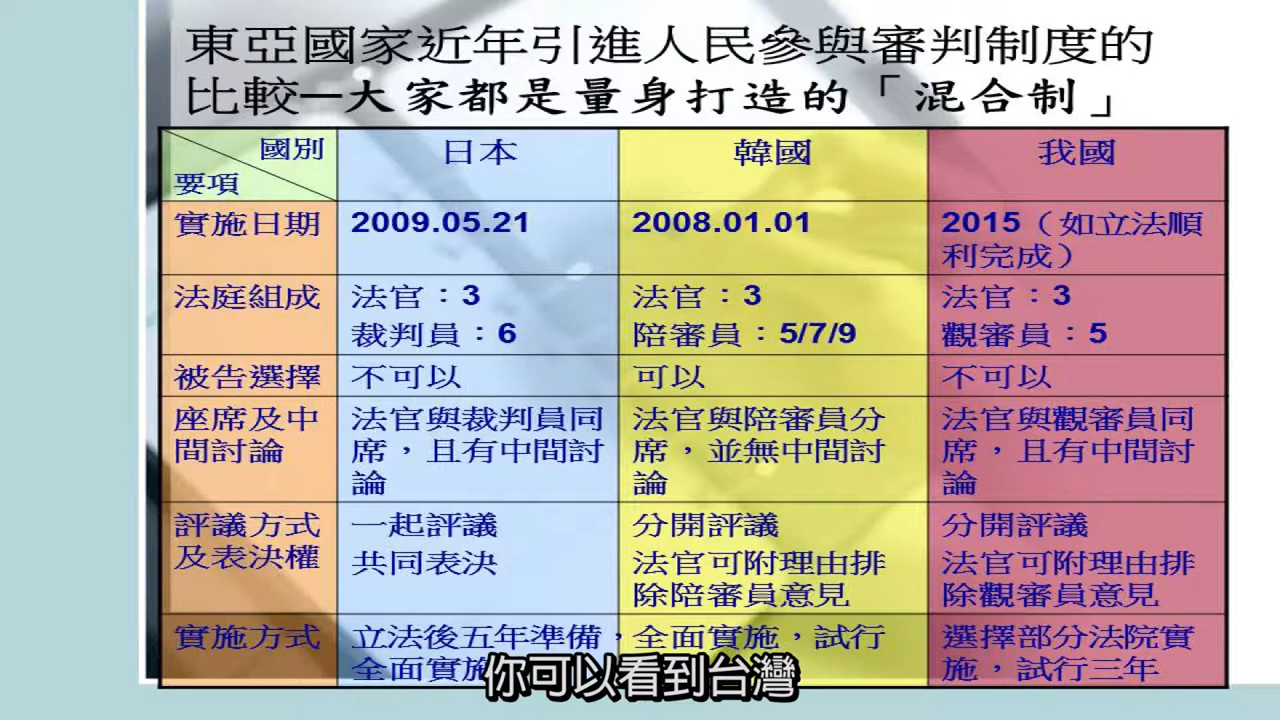 東亞國家近年引進人民參與審判制度的
比較─大家都是量身打造的「混合制」
國別
要項
日本
韓國
我國
實施日期
2009.05.21
2008.01.01
2015（如立法順
利完成）
法庭組成
法官：3
裁判員：6
法官：3
陪審員：5/7/9
法官：3
觀審員：5
被告選擇
不可以
可以
不可以
座席及中
間討論
法官與裁判員同
席，且有中間討
論
法官與陪審員分
席，並無中間討
論
法官與觀審員同
席，且有中間討
論
評議方式
及表決權
一起評議
共同表決
分開評議
法官可附理由排
除陪審員意見
分開評議
法官可附理由排
除觀審員意見
實施方式
立法後五年準備，
全面實施
全面實施，試行
選擇部分法院實
施，試行三年
你可以看到台灣